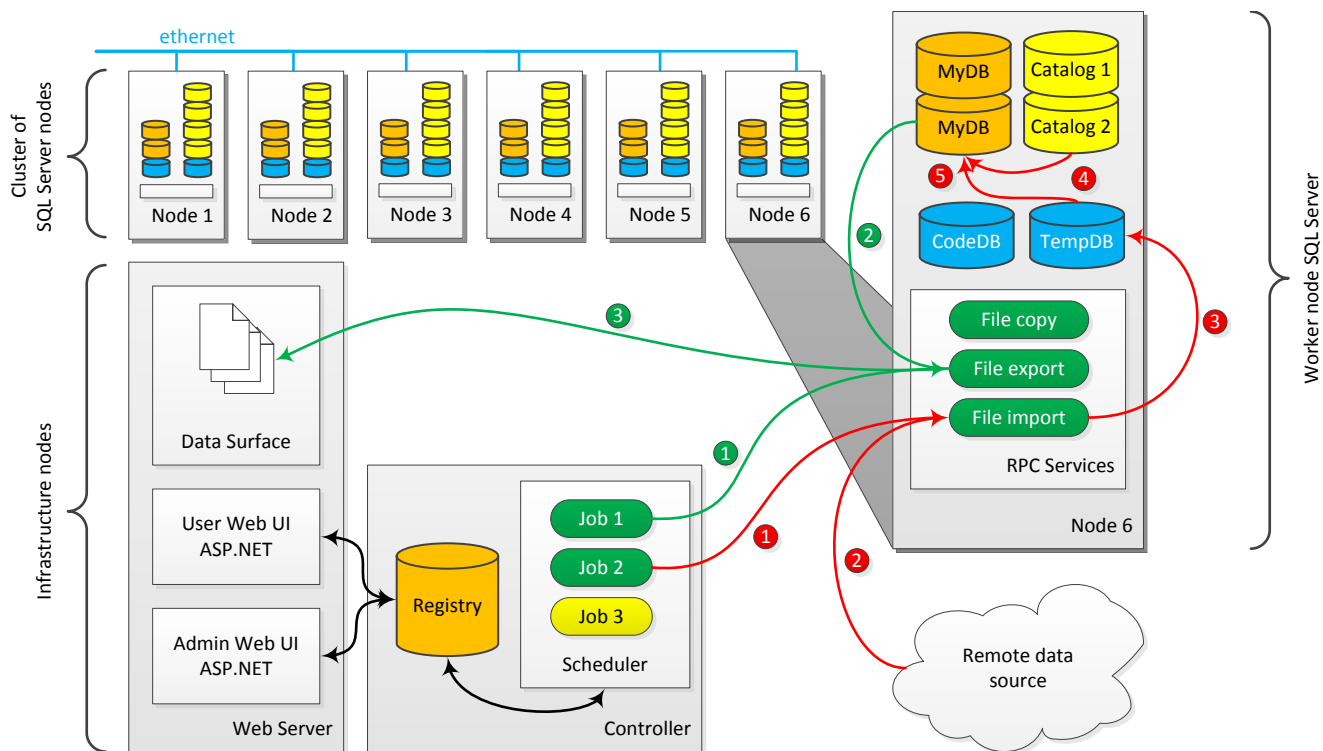 ethernet
Cluster of
SQL Server nodes
Node 1
Node 2
Node 3
Node 4
Node 5
Node 6
MyDB
MyDB
Catalog 1
Catalog 2
5
4
CodeDB
TempDB
2
3
File copy
File export
File import
RPC Services
Node 6
Worker node SQL Server
Infrastructure nodes
Data Surface
3
1
1
2
User Web UI
ASP.NET
Admin Web UI
ASP.NET
Web Server
Registry
Job 1
Job 2
Job 3
Scheduler
Controller
Remote data
source